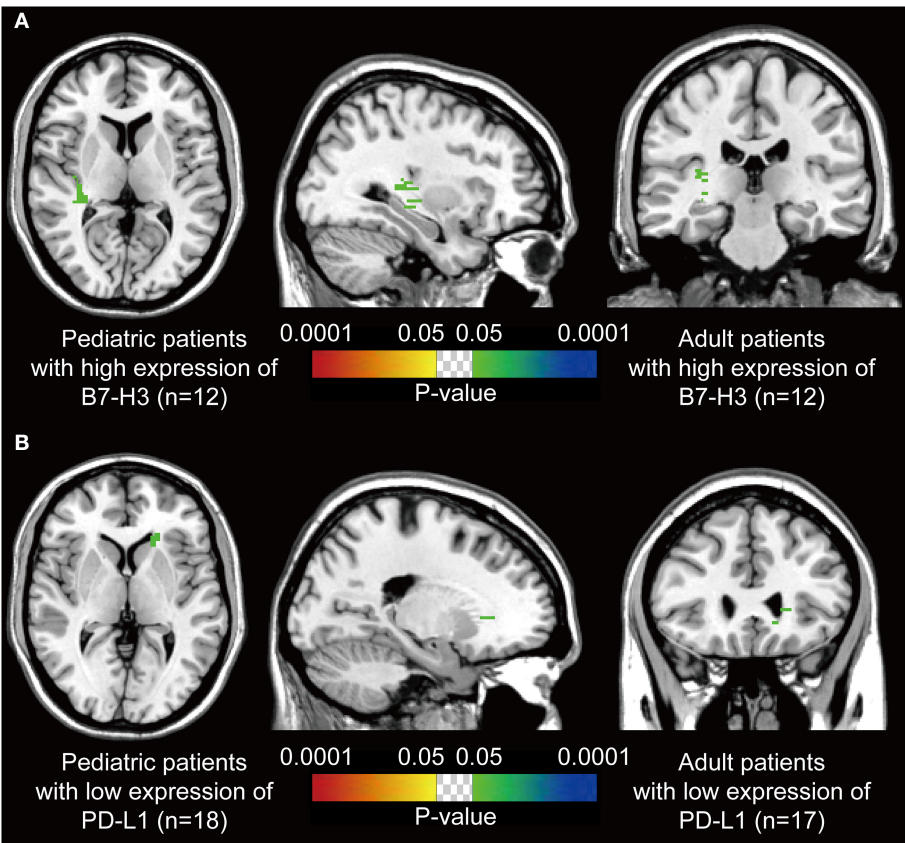 A
0.0001 0.05 0.05 0.0001
P-value
Pediatric patients
with high expression of
B7-H3 (n=12)
Adult patients
with high expression of
B7-H3 (n=12)
B
0.0001 0.05 0.05 0.0001
P-value
Pediatric patients
with low expression of
PD-L1 (n=18)
Adult patients
with low expression of
PD-L1 (n=17)